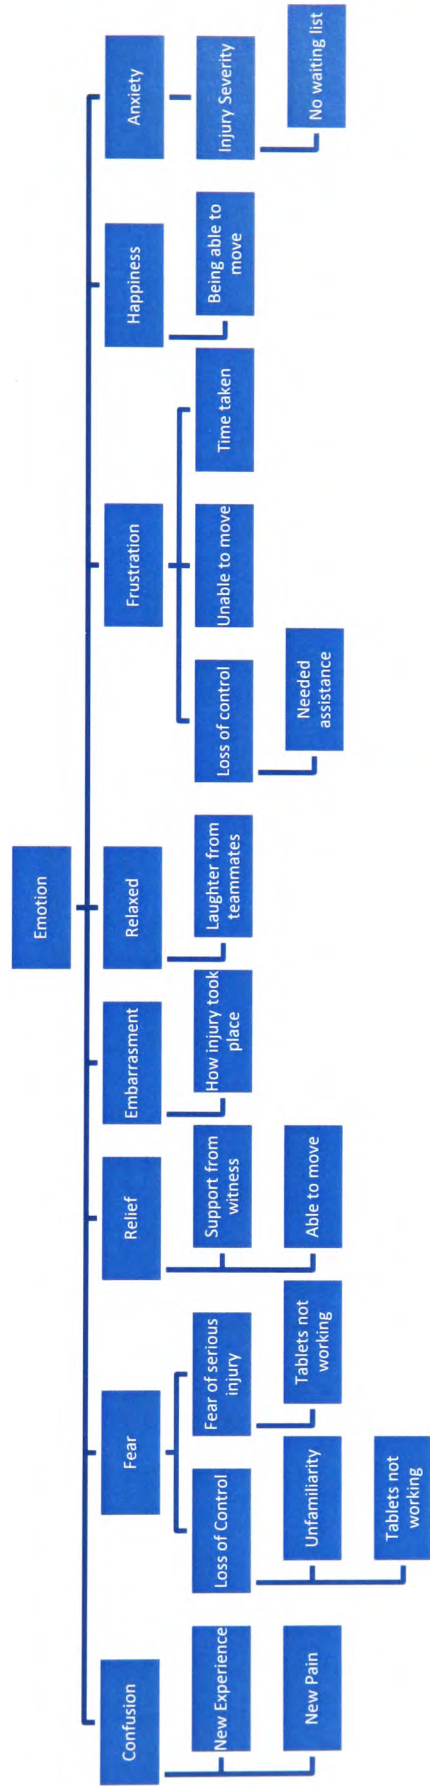 Emotion
Confusion
New Experience
New Pain
Fear
Loss of Control
Unfamiliarity
Tablets not
working
Fear of serious
injury
Tablets not
working
Relief
Support from
witness
Able to move
Embarrasment
How injury took
place
Relaxed
Laughter from
teammates
Frustration
Loss of control
Needed
assistance
Unable to move
Time taken
Happiness
Being able to
move
Anxiety
Injury Severity
No waiting list